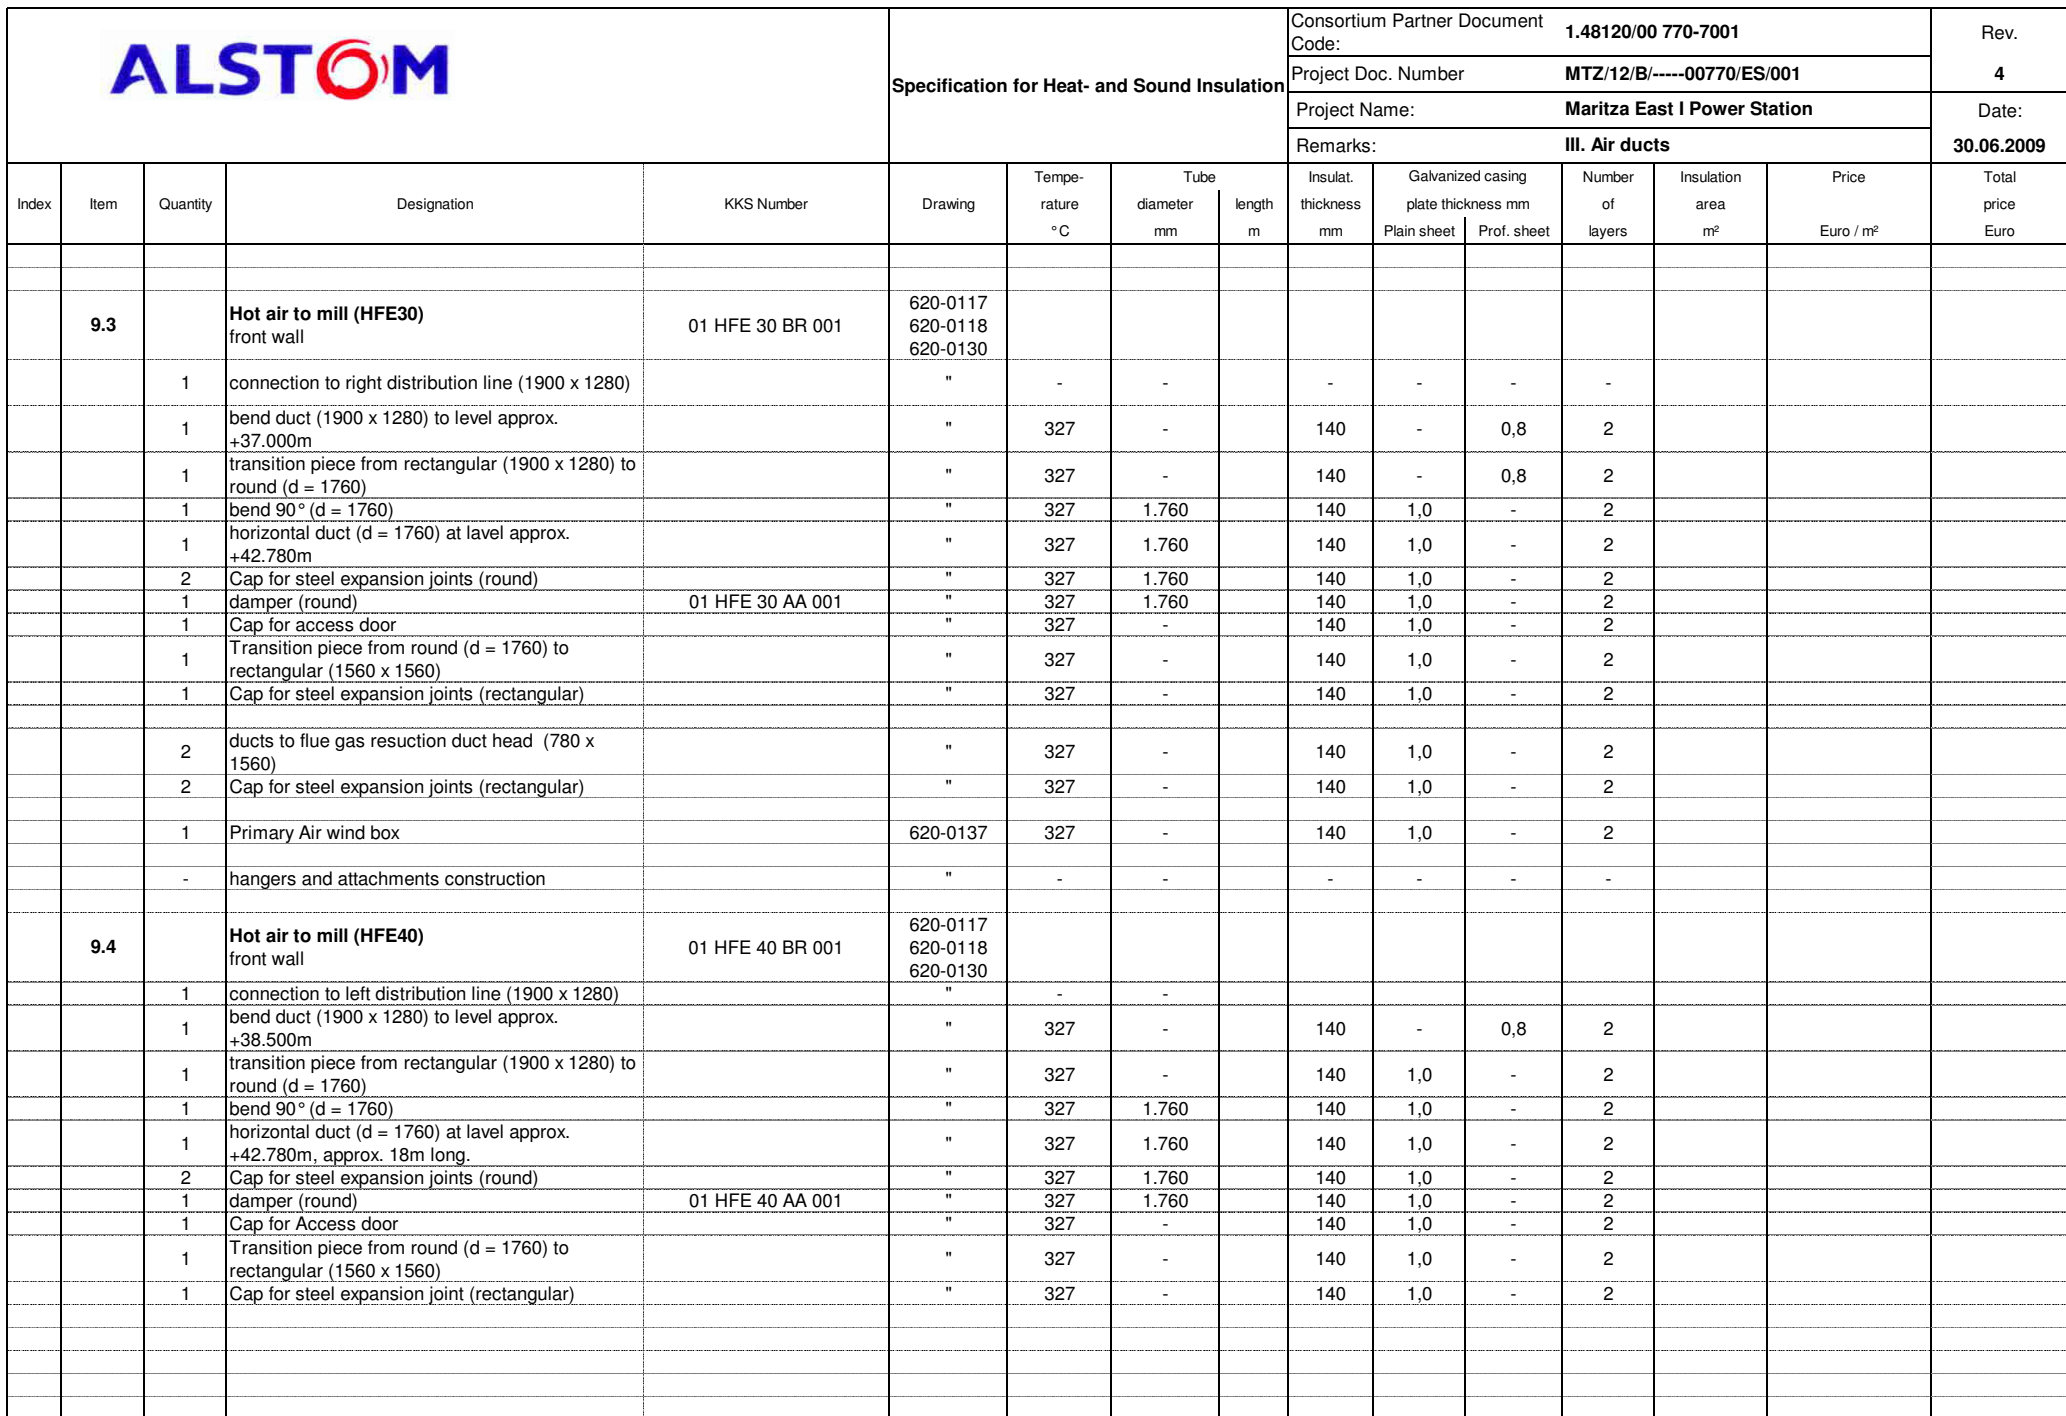 ALSTOM
Specification for Heat- and Sound Insulation
Consortium Partner Document Code: 1.48120/00 770-7001
Rev.
Project Doc. Number MTZ/12/B/-----00770/ES/001
4
Project Name: Maritza East I Power Station
Date:
Remarks: III. Air ducts
30.06.2009
Index Item Quantity Designation KKS Number Drawing Tempe-rature °C Tube diameter mm length m Insulat. thickness mm Galvanized casing plate thickness mm Plain sheet Prof. sheet Number of layers Insulation area m² Price Euro / m² Total price Euro
9.3 Hot air to mill (HFE30) 01 HFE 30 BR 001 620-0117
front wall 620-0118
620-0130
1 connection to right distribution line (1900 x 1280) " - - - - - -
1 bend duct (1900 x 1280) to level approx. " 327 - 140 - 0,8 2
+37.000m
1 transition piece from rectangular (1900 x 1280) to " 327 - 140 - 0,8 2
round (d = 1760)
1 bend 90° (d = 1760) " 327 1.760 140 1,0 - 2
1 horizontal duct (d = 1760) at lavel approx. " 327 1.760 140 1,0 - 2
+42.780m
2 Cap for steel expansion joints (round) " 327 1.760 140 1,0 - 2
1 damper (round) 01 HFE 30 AA 001 " 327 1.760 140 1,0 - 2
1 Cap for access door " 327 - 140 1,0 - 2
1 Transition piece from round (d = 1760) to " 327 - 140 1,0 - 2
rectangular (1560 x 1560)
1 Cap for steel expansion joints (rectangular) " 327 - 140 1,0 - 2
2 ducts to flue gas resuction duct head (780 x " 327 - 140 1,0 - 2
1560)
2 Cap for steel expansion joints (rectangular) " 327 - 140 1,0 - 2
1 Primary Air wind box 620-0137 327 - 140 1,0 - 2
- hangers and attachments construction " - - - - - -
9.4 Hot air to mill (HFE40) 01 HFE 40 BR 001 620-0117
front wall 620-0118
620-0130
1 connection to left distribution line (1900 x 1280) " - -
1 bend duct (1900 x 1280) to level approx. " 327 - 140 - 0,8 2
+38.500m
1 transition piece from rectangular (1900 x 1280) to " 327 - 140 1,0 - 2
round (d = 1760)
1 bend 90° (d = 1760) " 327 1.760 140 1,0 - 2
1 horizontal duct (d = 1760) at lavel approx. " 327 1.760 140 1,0 - 2
+42.780m, approx. 18m long.
2 Cap for steel expansion joints (round) " 327 1.760 140 1,0 - 2
1 damper (round) 01 HFE 40 AA 001 " 327 1.760 140 1,0 - 2
1 Cap for Access door " 327 - 140 1,0 - 2
1 Transition piece from round (d = 1760) to " 327 - 140 1,0 - 2
rectangular (1560 x 1560)
1 Cap for steel expansion joint (rectangular) " 327 - 140 1,0 - 2